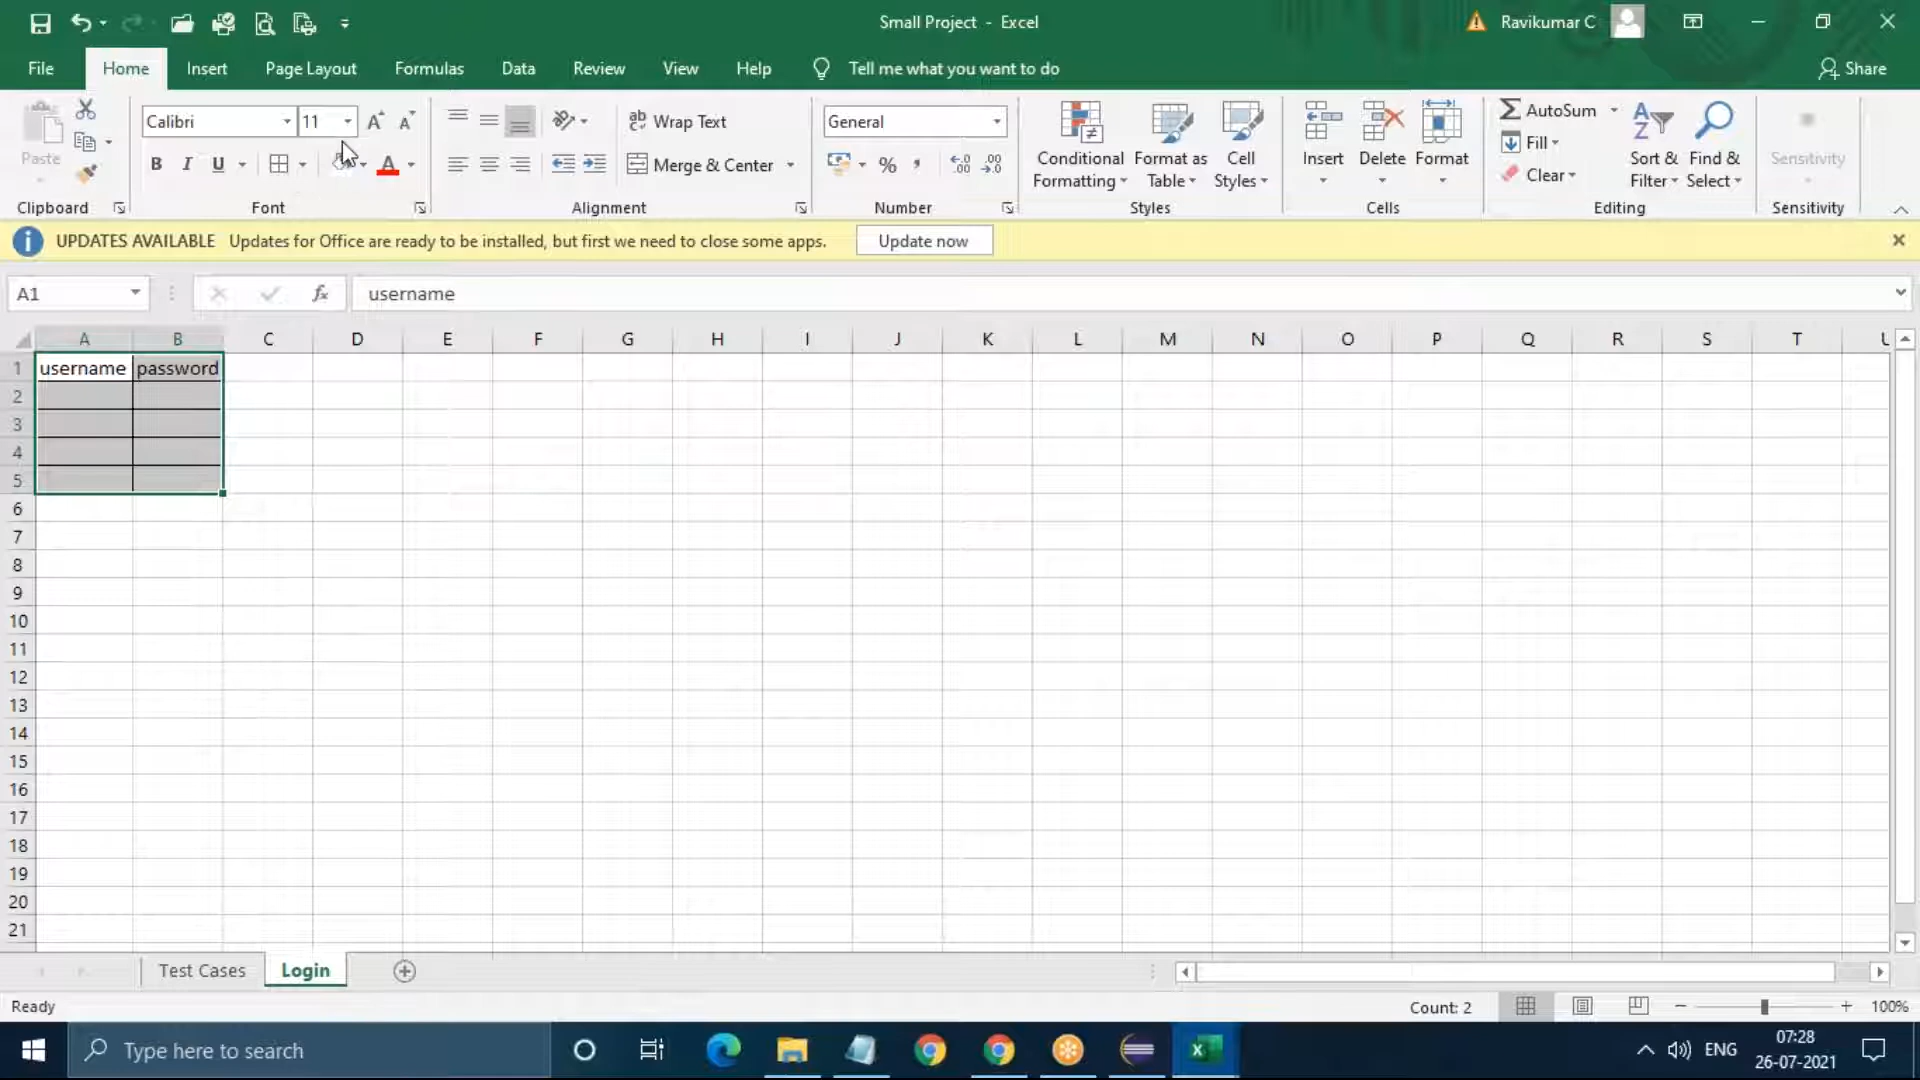 Small Project - Excel
Ravikumar C
File Home Insert Page Layout Formulas Data Review View Help Tell me what you want to do
Share
Paste
Calibri 11
B I U A
ab Wrap Text
Merge & Center
General
%
Conditional Formatting
Format as Table
Cell Styles
Insert
Delete
Format
AutoSum
Fill
Clear
Sort & Filter
Find & Select
Sensitivity
Clipboard Font Alignment Number Styles Cells Editing Sensitivity
UPDATES AVAILABLE Updates for Office are ready to be installed, but first we need to close some apps. Update now
A1 fx username
A B C D E F G H I J K L M N O P Q R S T
1 username password
2
3
4
5
6
7
8
9
10
11
12
13
14
15
16
17
18
19
20
21
Test Cases Login
Ready Count: 2 100%
Type here to search
ENG
07:28
26-07-2021